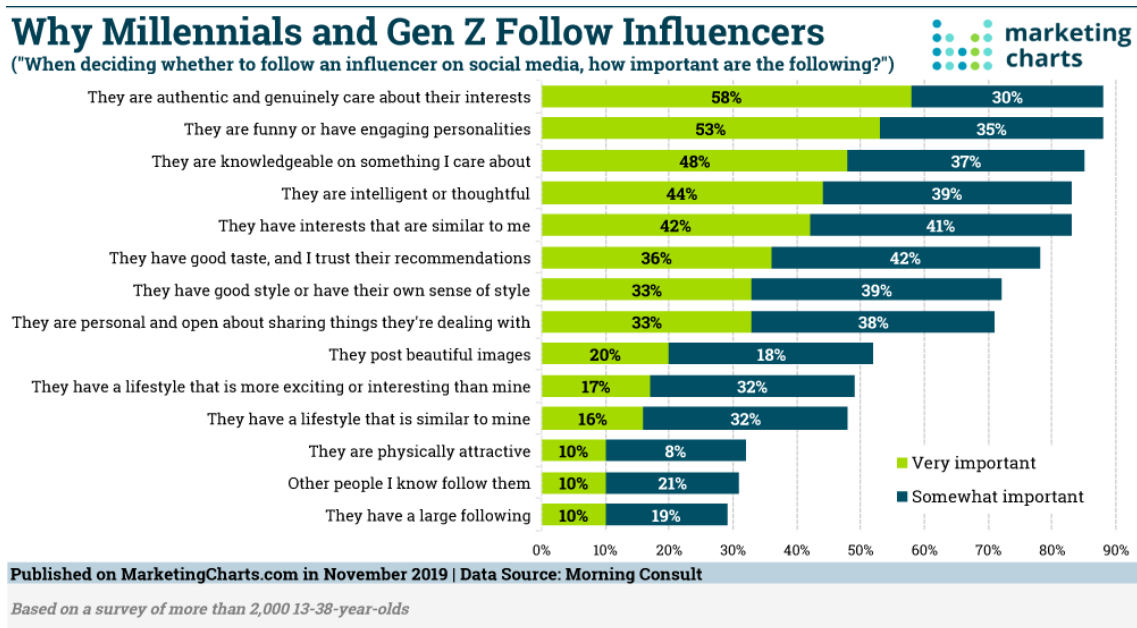 Why Millennials and Gen Z Follow Influencers
("When deciding whether to follow an influencer on social media, how important are the following?")
marketing
charts
They are authentic and genuinely care about their interests 58% 30%
They are funny or have engaging personalities 53% 35%
They are knowledgeable on something I care about 48% 37%
They are intelligent or thoughtful 44% 39%
They have interests that are similar to me 42% 41%
They have good taste, and I trust their recommendations 36% 42%
They have good style or have their own sense of style 33% 39%
They are personal and open about sharing things they're dealing with 33% 38%
They post beautiful images 20% 18%
They have a lifestyle that is more exciting or interesting than mine 17% 32%
They have a lifestyle that is similar to mine 16% 32%
They are physically attractive 10% 8%
Other people I know follow them 10% 21%
They have a large following 10% 19%
Very important
Somewhat important
0% 10% 20% 30% 40% 50% 60% 70% 80% 90%
Published on MarketingCharts.com in November 2019 | Data Source: Morning Consult
Based on a survey of more than 2,000 13-38-year-olds